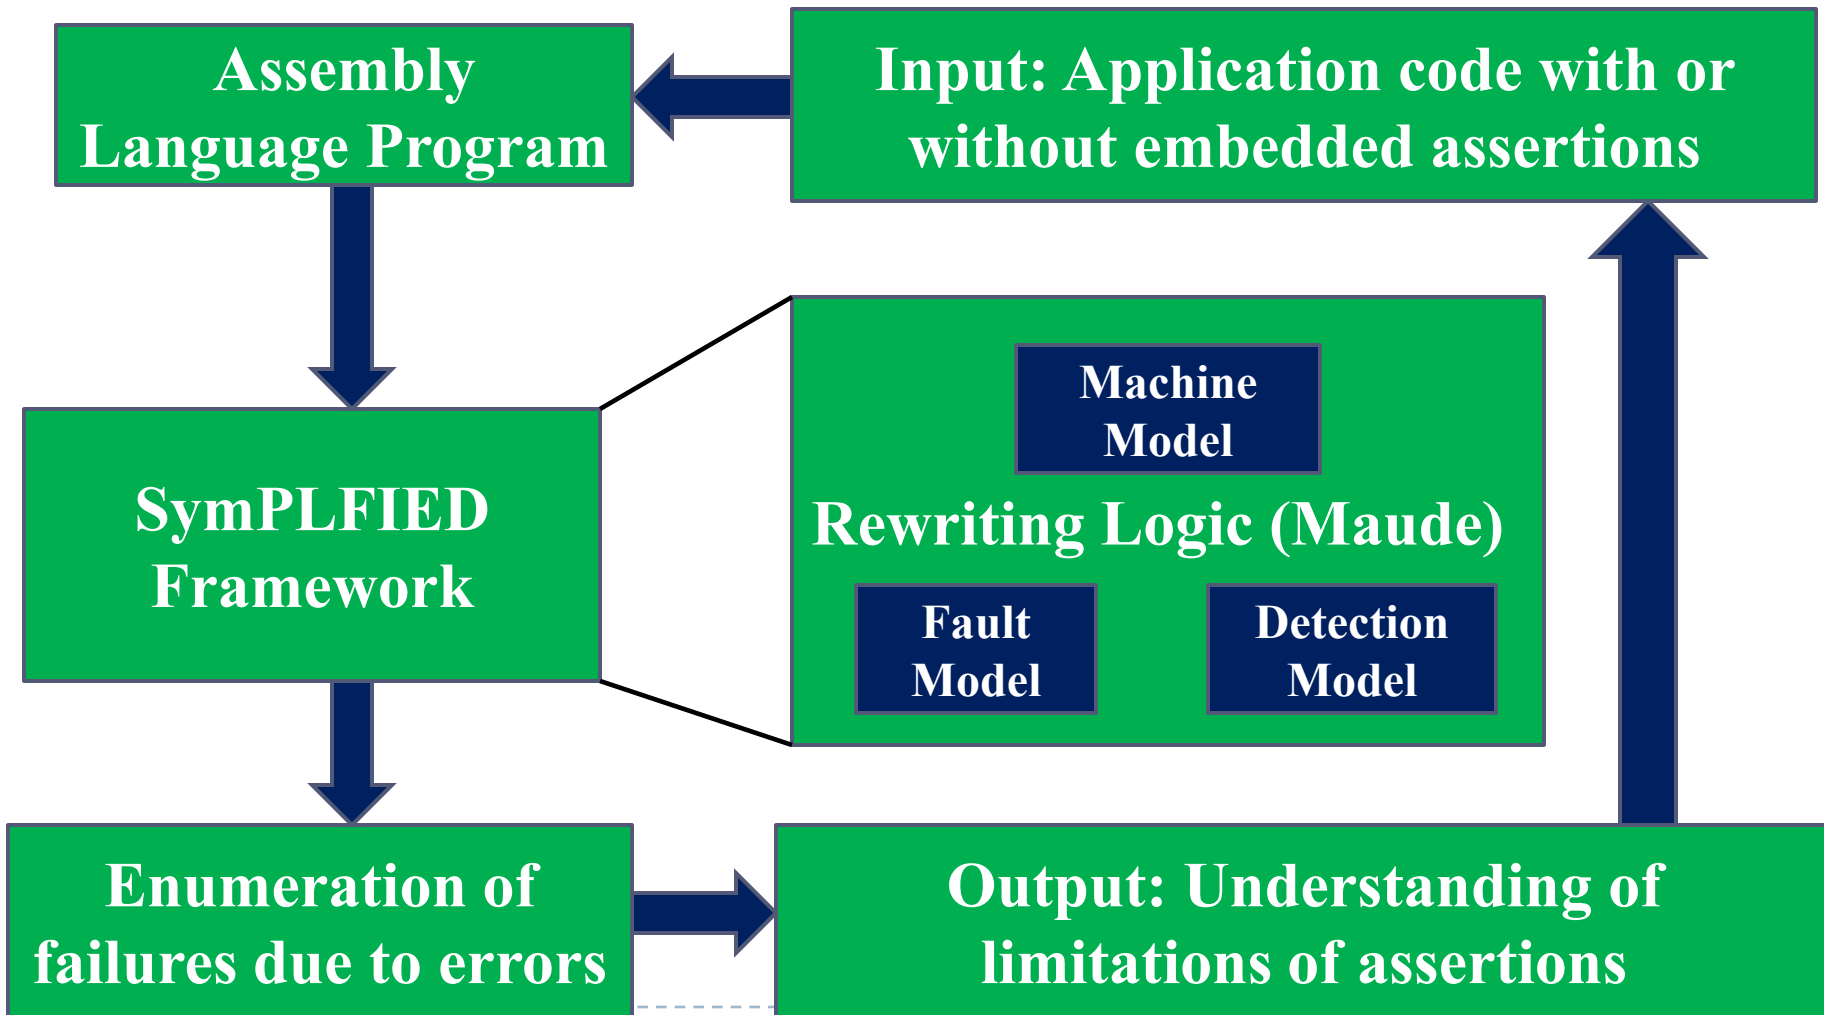 Assembly
Language Program
Input: Application code with or
without embedded assertions
SymPLFIED
Framework
Machine
Model
Rewriting Logic (Maude)
Fault
Model
Detection
Model
Enumeration of
failures due to errors
Output: Understanding of
limitations of assertions